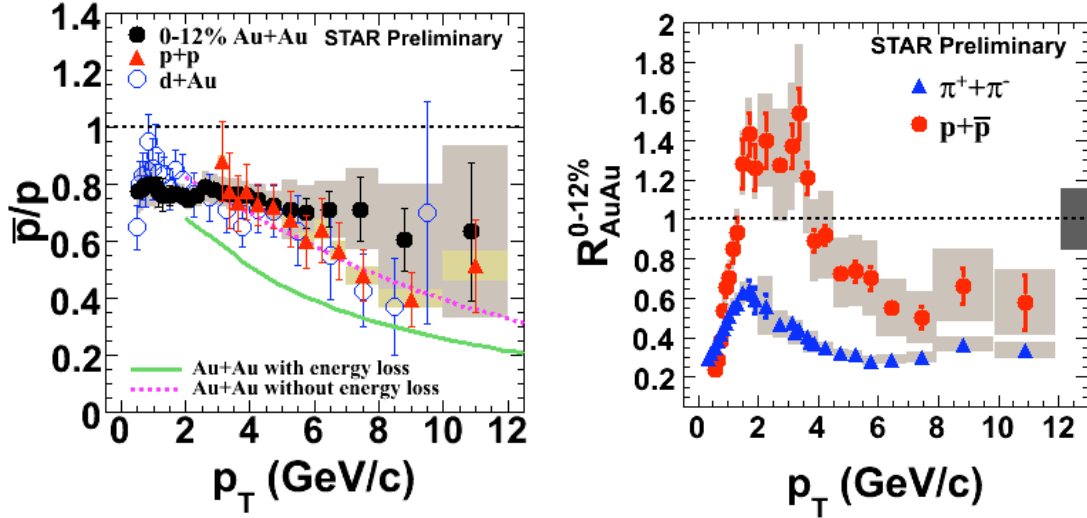 1.4
1.2
1
0.8
0.6
0.4
0.2
0
0 2 4 6 8 10 12
p̅/p
p_T (GeV/c)
0-12% Au+Au
p+p
d+Au
STAR Preliminary
Au+Au with energy loss
Au+Au without energy loss
2
1.8
1.6
1.4
1.2
1
0.8
0.6
0.4
0.2
0 2 4 6 8 10 12
R_{AuAu}^{0-12%}
p_T (GeV/c)
STAR Preliminary
π⁺+π⁻
p+p̅